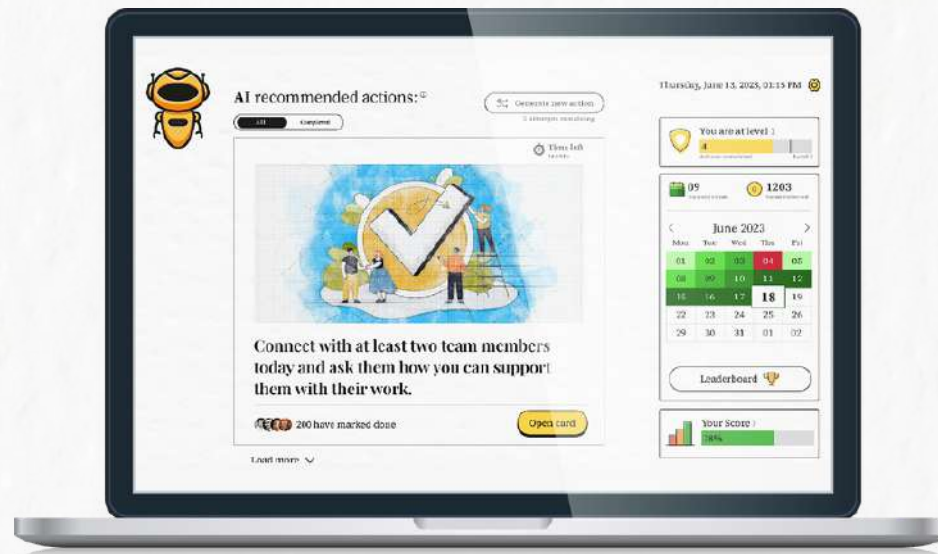 Thursday, June 13, 2023, 01:15 PM
AI recommended actions:
Generate new action
All Completed
attempts remaining
Time left
You are at level
4
09
1203
June 2023
Mon Tue Wed Thu Fri
01 02 03 04 05
08 09 10 11 12
15 16 17 18 19
22 23 24 25 26
29 30 31 01 02
Connect with at least two team members
today and ask them how you can support
them with their work.
200 have marked done
Open card
Load more
Leaderboard
Your Score
78%